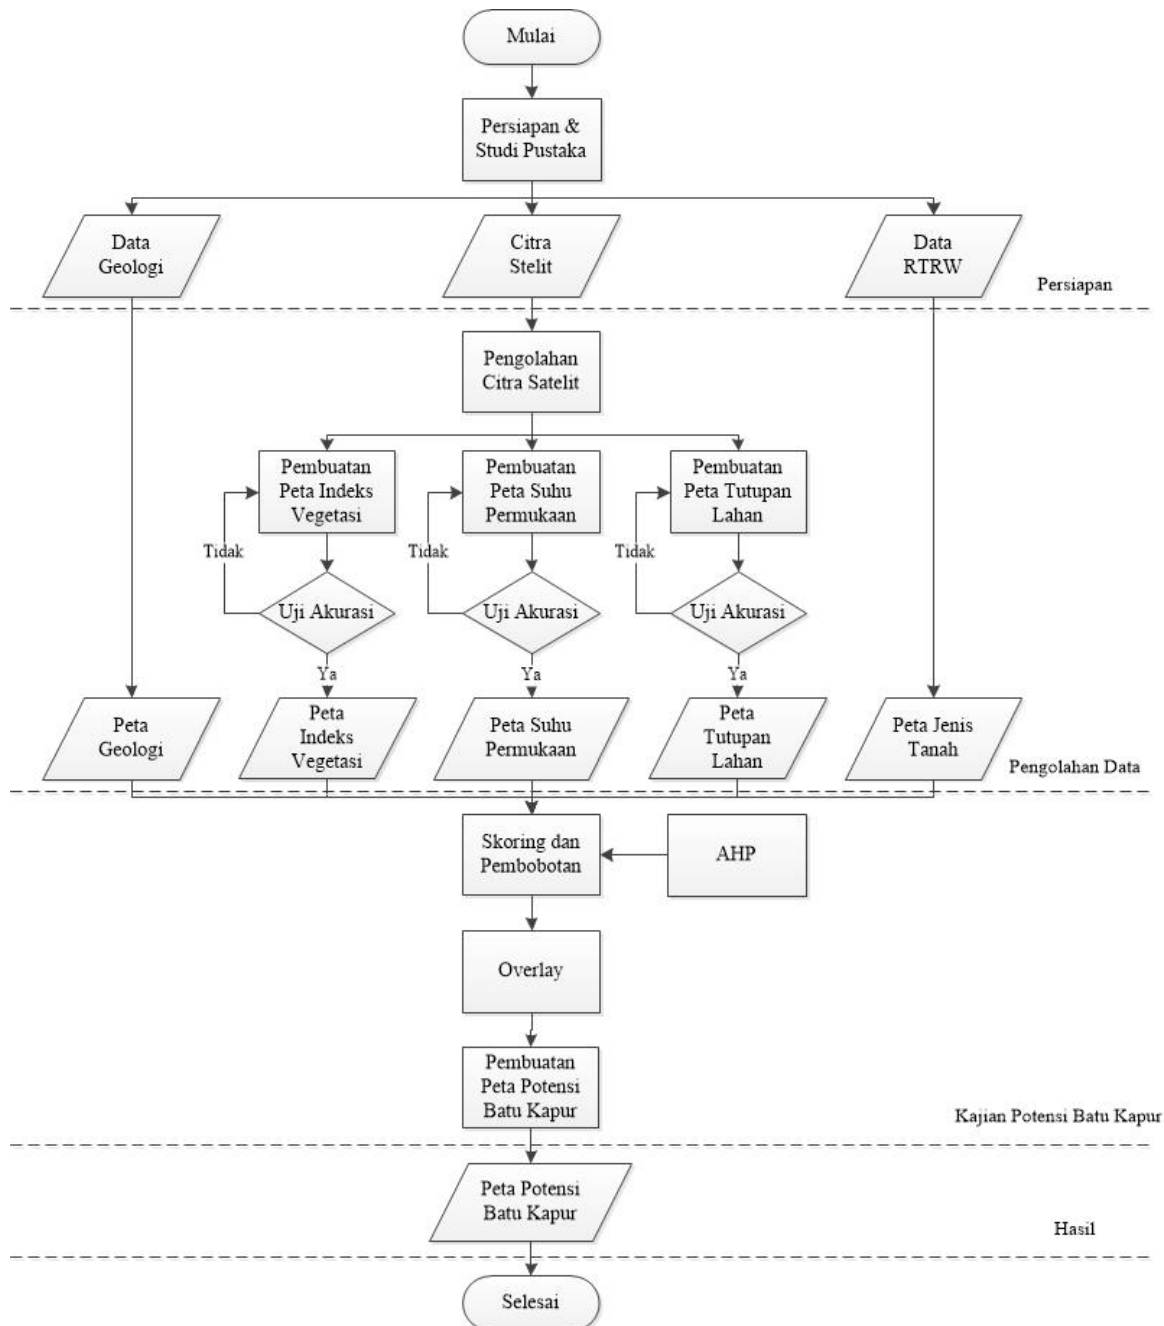 Mulai
Persiapan &
Studi Pustaka
Data
Geologi
Citra
Stelit
Data
RTRW
Persiapan
Pengolahan
Citra Satelit
Pembuatan
Peta Indeks
Vegetasi
Pembuatan
Peta Suhu
Permukaan
Pembuatan
Peta Tutupan
Lahan
Tidak
Tidak
Tidak
Uji Akurasi
Uji Akurasi
Uji Akurasi
Ya
Ya
Ya
Peta
Geologi
Peta
Indeks
Vegetasi
Peta Suhu
Permukaan
Peta
Tutupan
Lahan
Peta Jenis
Tanah
Pengolahan Data
Skoring dan
Pembobotan
AHP
Overlay
Pembuatan
Peta Potensi
Batu Kapur
Kajian Potensi Batu Kapur
Peta Potensi
Batu Kapur
Hasil
Selesai